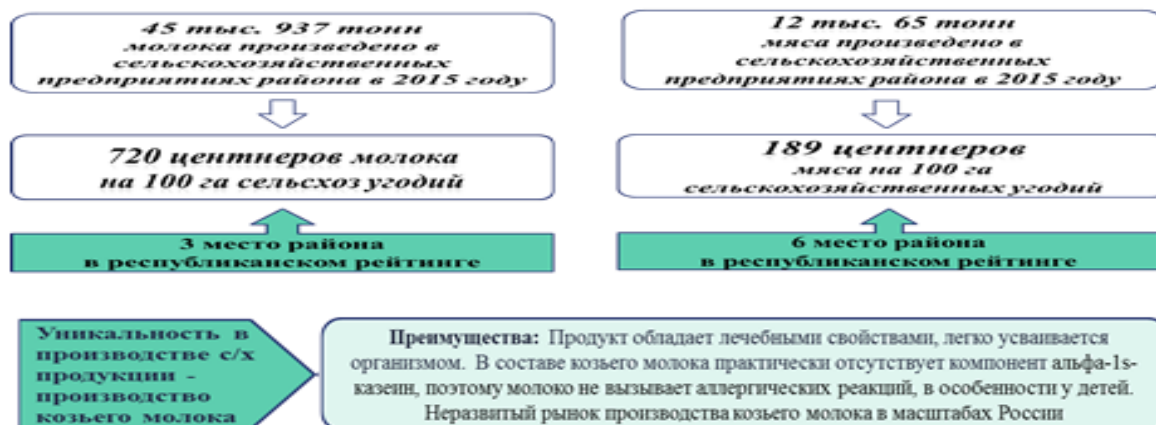 45 тыс. 937 тонн
молока произведено в
сельскохозяйственных
предприятиях района в 2015 году
720 центнеров молока
на 100 га сельсхоз угодий
3 место района
в республиканском рейтинге
12 тыс. 65 тонн
мяса произведено в
сельскохозяйственных
предприятиях района в 2015 году
189 центнеров
мяса на 100 га
сельскохозяйственных угодий
6 место района
в республиканском рейтинге
Уникальность в
производстве с/х
продукции -
производство
козьего молока
Преимущества: Продукт обладает лечебными свойствами, легко усваивается
организмом. В составе козьего молока практически отсутствует компонент альфа-1s-
казеин, поэтому молоко не вызывает аллергических реакций, в особенности у детей.
Неразвитый рынок производства козьего молока в масштабах России